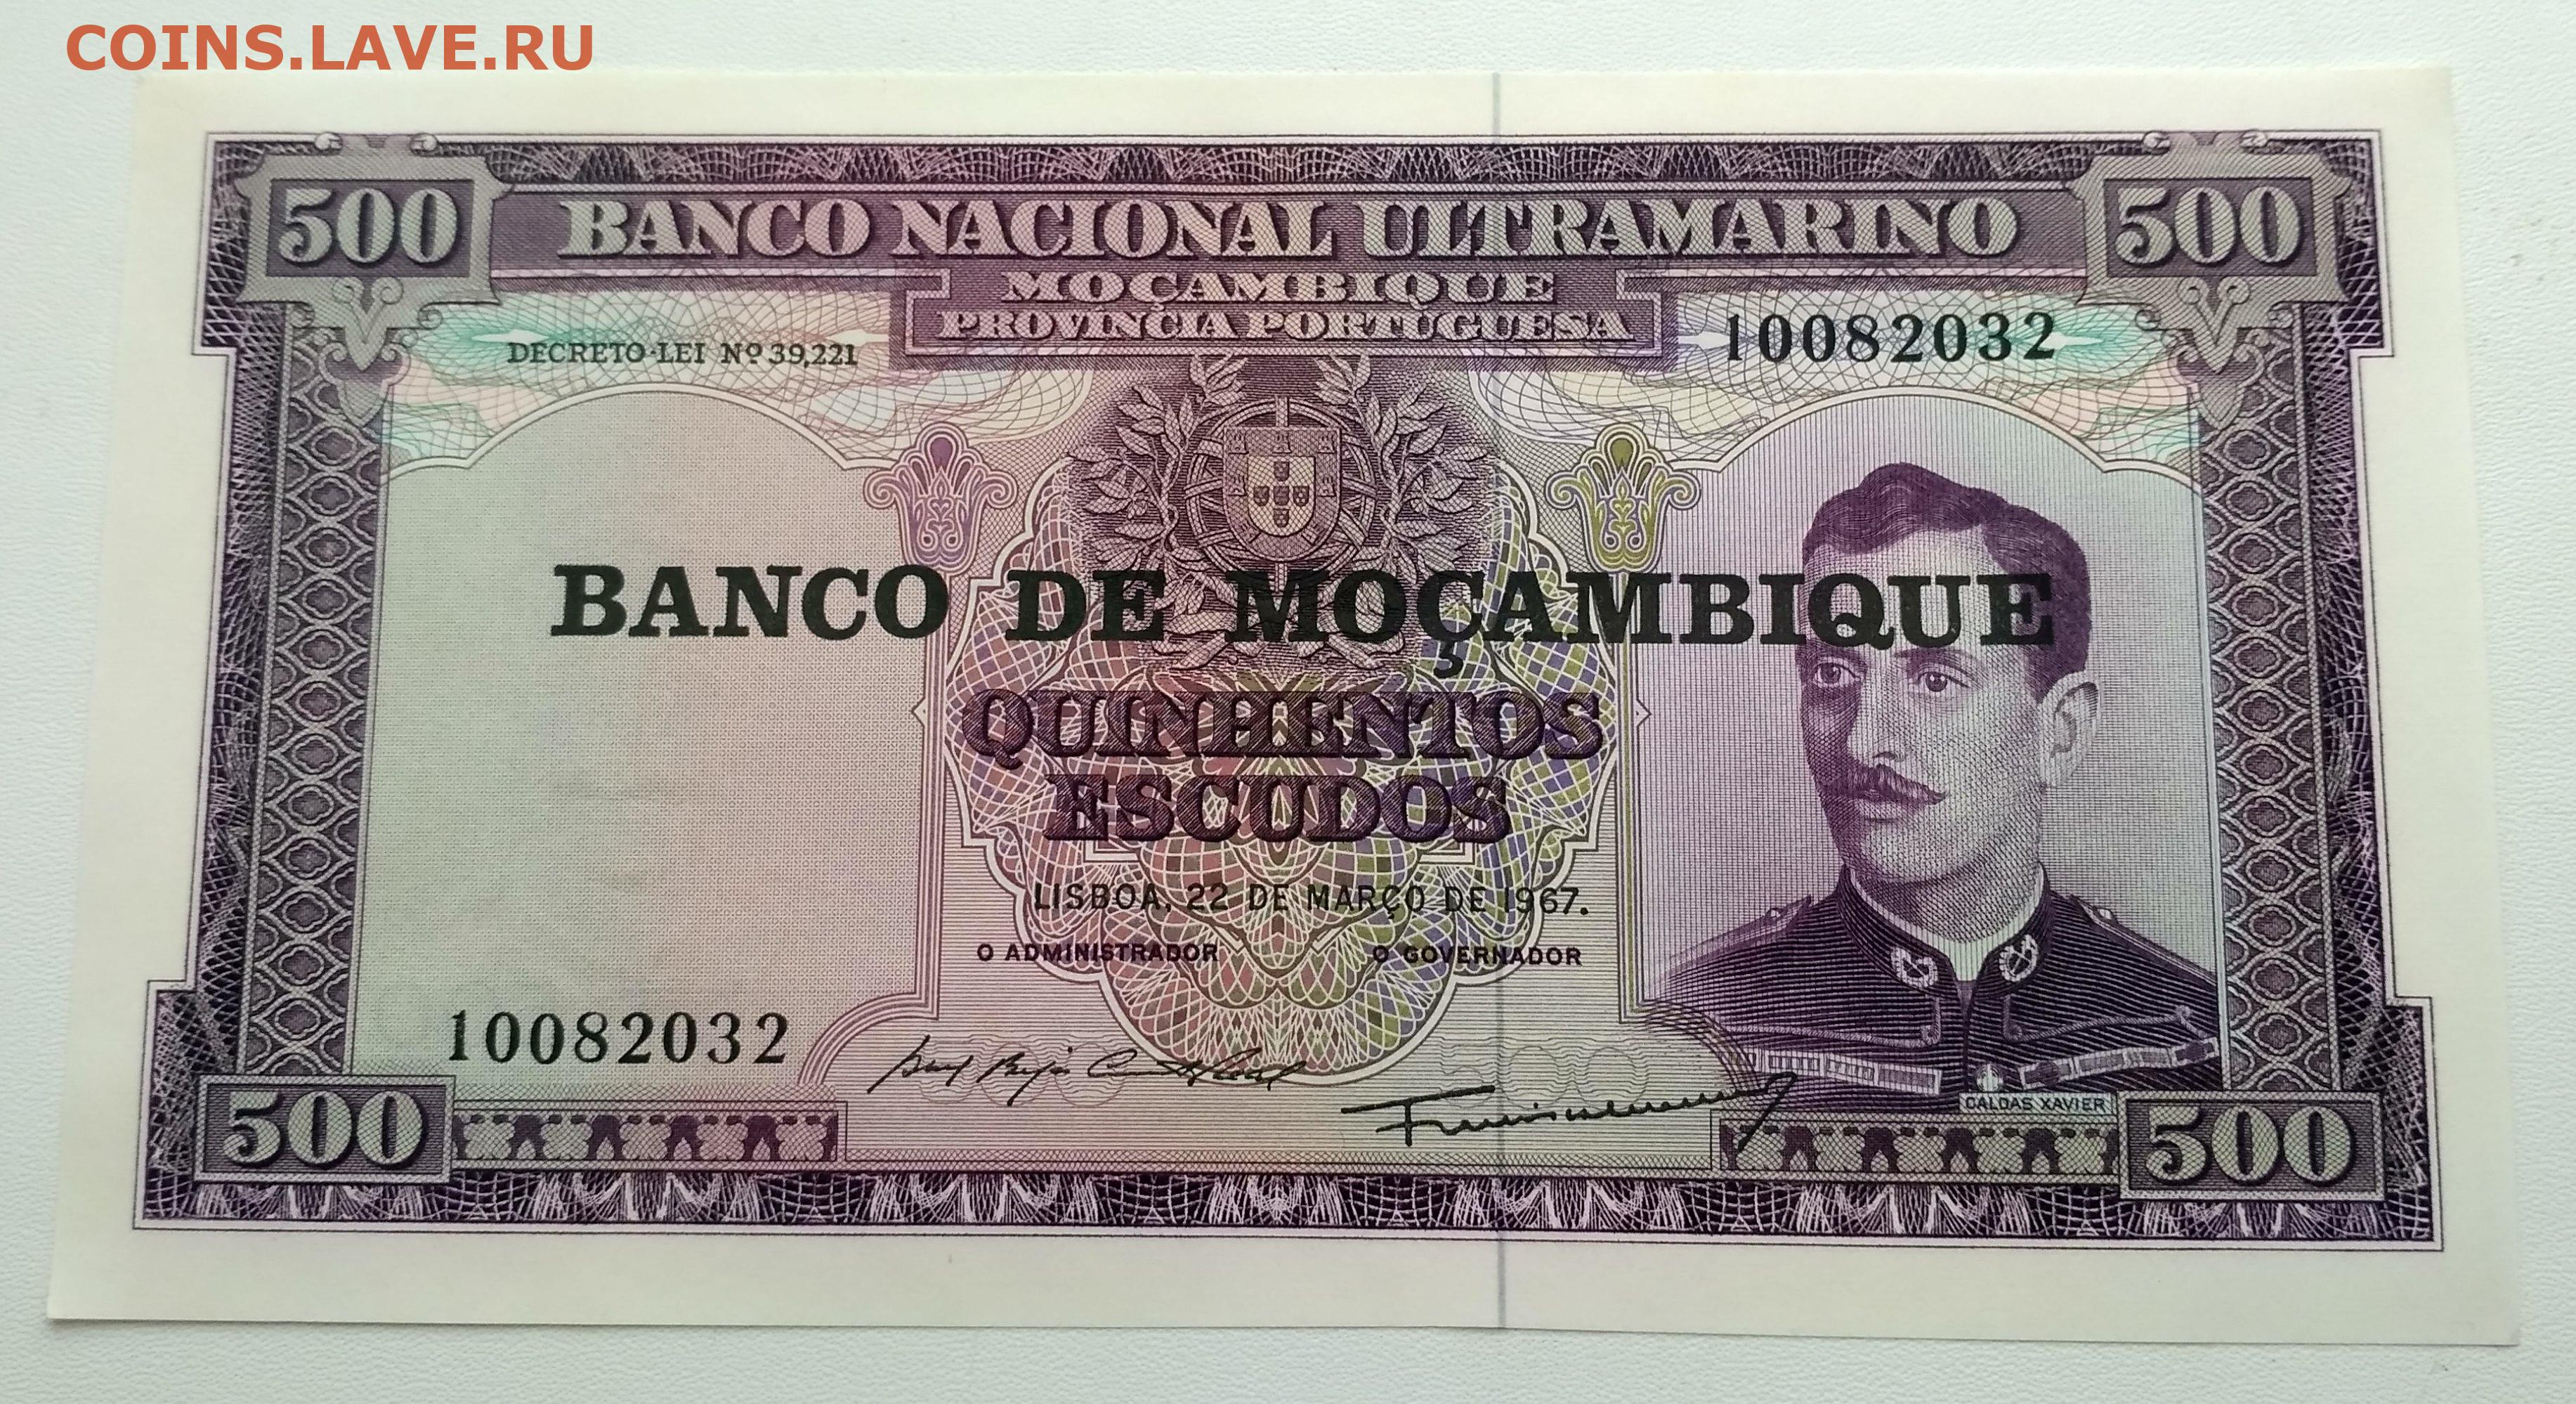 COINS.LAVE.RU
500 BANCO NACIONAL ULTRAMARINO 500
MOÇAMBIQUE
PROVINCIA PORTUGUESA
DECRETO-LEI Nº 39,221
10082032
BANCO DE MOÇAMBIQUE
QUINHENTOS
ESCUDOS
LISBOA, 22 DE MARÇO DE 1967.
O ADMINISTRADOR O GOVERNADOR
10082032
CALDAS XAVIER
500 500